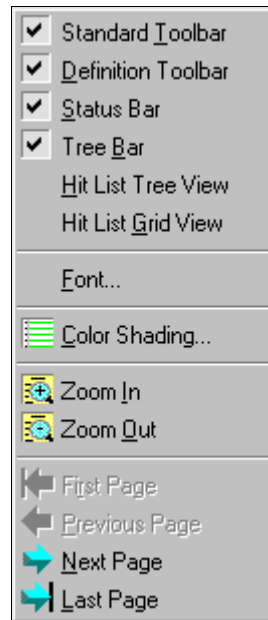 Standard Toolbar
Definition Toolbar
Status Bar
Tree Bar
Hit List Tree View
Hit List Grid View
Font...
Color Shading...
Zoom In
Zoom Out
First Page
Previous Page
Next Page
Last Page